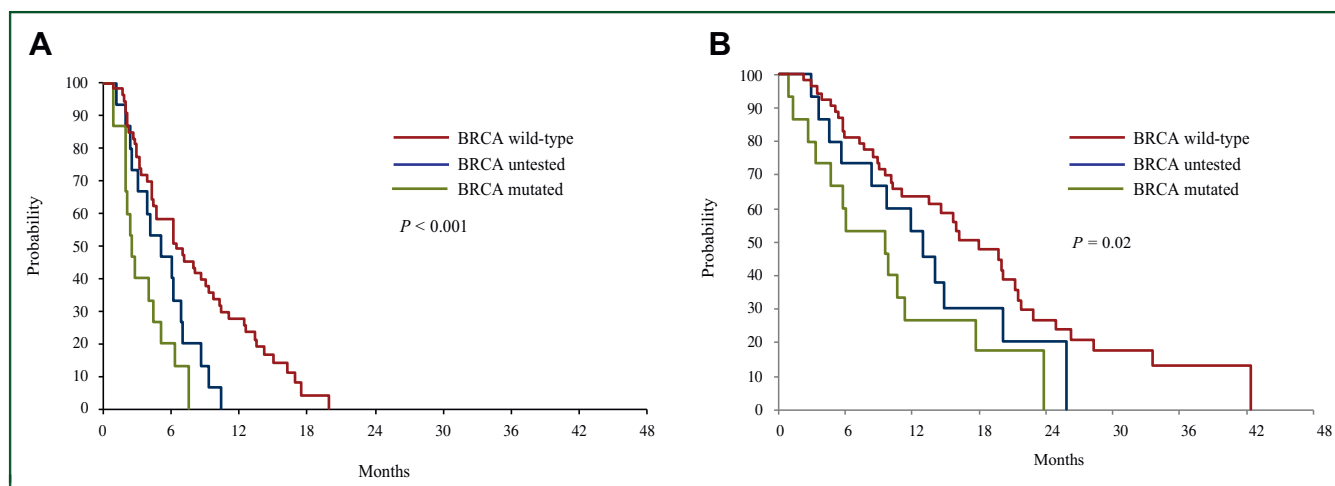 A
100
90
80
70
60
50
40
30
20
10
0
Probability
0 6 12 18 24 30 36 42 48
Months
BRCA wild-type
BRCA untested
BRCA mutated
P < 0.001
B
100
90
80
70
60
50
40
30
20
10
0
Probability
0 6 12 18 24 30 36 42 48
Months
BRCA wild-type
BRCA untested
BRCA mutated
P = 0.02